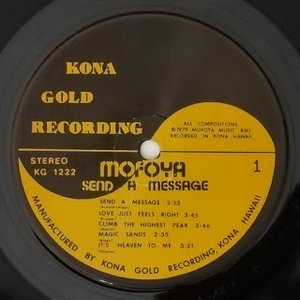 KONA
GOLD
RECORDING
ALL COMPOSITIONS
©1979 MOFOYA MUSIC BMI
RECORDED IN KONA, HAWAII
STEREO
KG 1222
MOFOYA
SEND A MESSAGE
1
SEND A MESSAGE 3:33
LOVE JUST FEELS RIGHT 3:45
CLIMB THE HIGHEST PEAK 3:46
MAGIC SANDS 2:35
IT'S HEAVEN TO ME 3:21
MANUFACTURED BY KONA GOLD RECORDING, KONA HAWAII